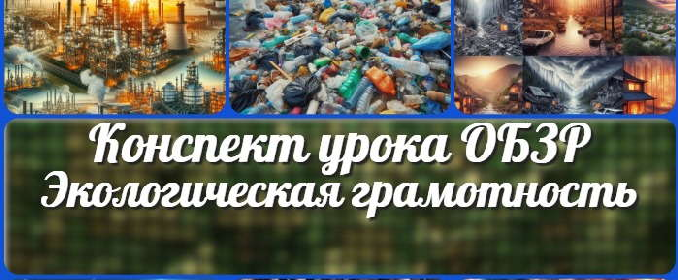 Конспект урока ОБЗР
Экологическая грамотность